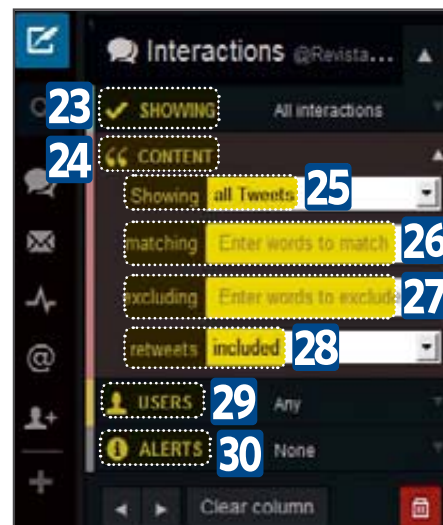 Interactions @Revista...
23 SHOWING All interactions
24 CONTENT
Showing all Tweets 25
matching Enter words to match 26
excluding Enter words to exclude 27
retweets included 28
USERS 29 Any
ALERTS 30 None
Clear column